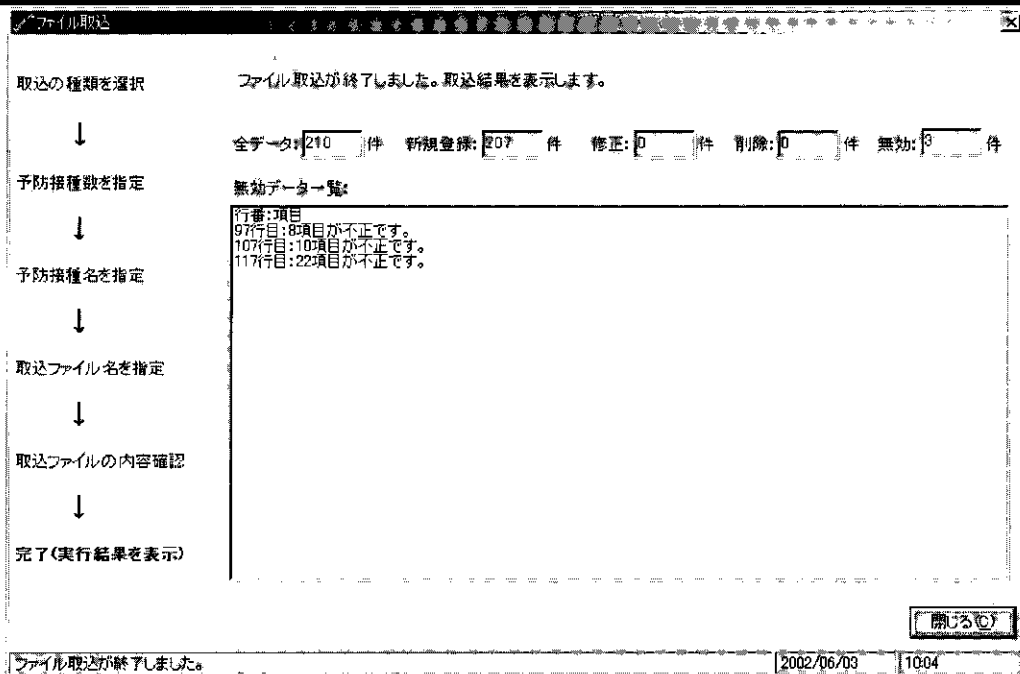 ファイル取込
取込の種類を選択
↓
予防接種数を指定
↓
予防接種名を指定
↓
取込ファイル名を指定
↓
取込ファイルの内容確認
↓
完了(実行結果を表示)
ファイル取込が終了しました。取込結果を表示します。
全データ:210 件 新規登録:207 件 修正:0 件 削除:0 件 無効:3 件
無効データ一覧:
行番:項目
97行目:8項目が不正です。
107行目:10項目が不正です。
117行目:22項目が不正です。
閉じる(C)
ファイル取込が終了しました。 2002/06/03 10:04